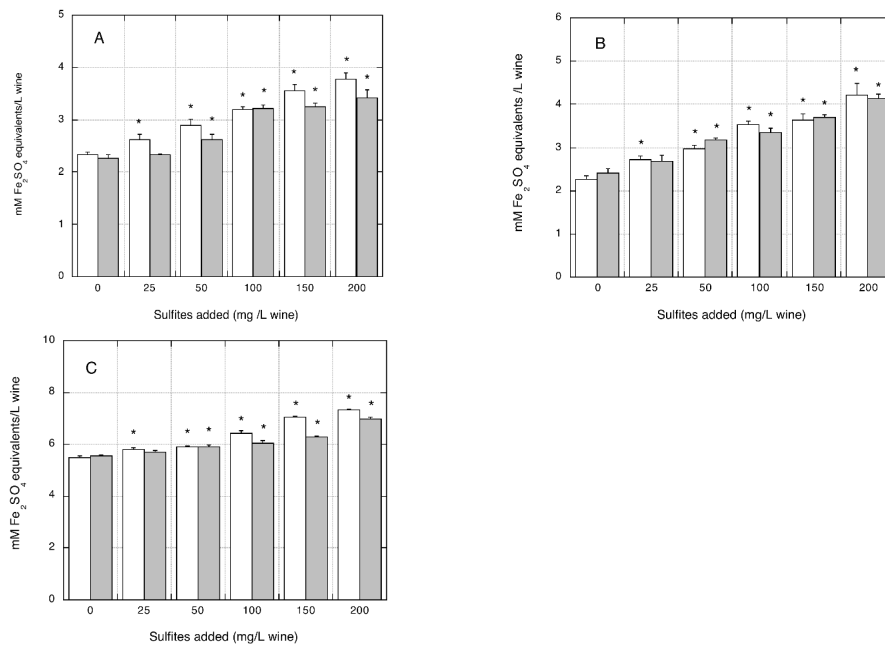 A
5
4
3
2
1
0
mM Fe2SO4 equivalents/L wine
* * * * * * * * *
0 25 50 100 150 200
Sulfites added (mg /L wine)
B
6
5
4
3
2
1
0
mM Fe2SO4 equivalents /L wine
* * * * * * * * *
0 25 50 100 150 200
Sulfites added (mg/L wine)
C
10
8
6
4
2
0
mM Fe2SO4 equivalents/L wine
* * * * * * * * *
0 25 50 100 150 200
Sulfites added (mg/L wine)